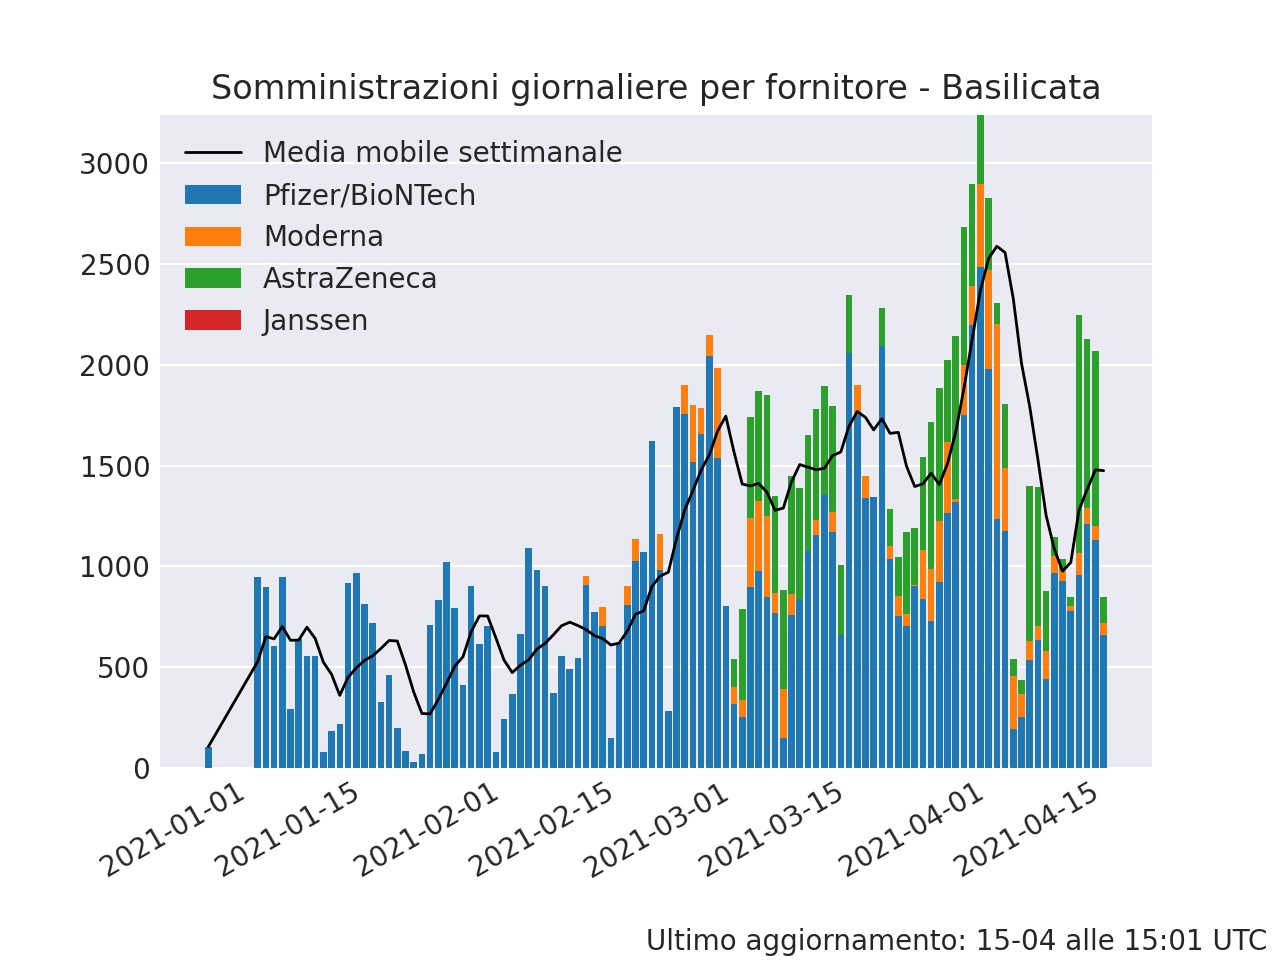 Somministrazioni giornaliere per fornitore - Basilicata
Media mobile settimanale
Pfizer/BioNTech
Moderna
AstraZeneca
Janssen
3000
2500
2000
1500
1000
500
0
2021-01-01
2021-01-15
2021-02-01
2021-02-15
2021-03-01
2021-03-15
2021-04-01
2021-04-15
Ultimo aggiornamento: 15-04 alle 15:01 UTC